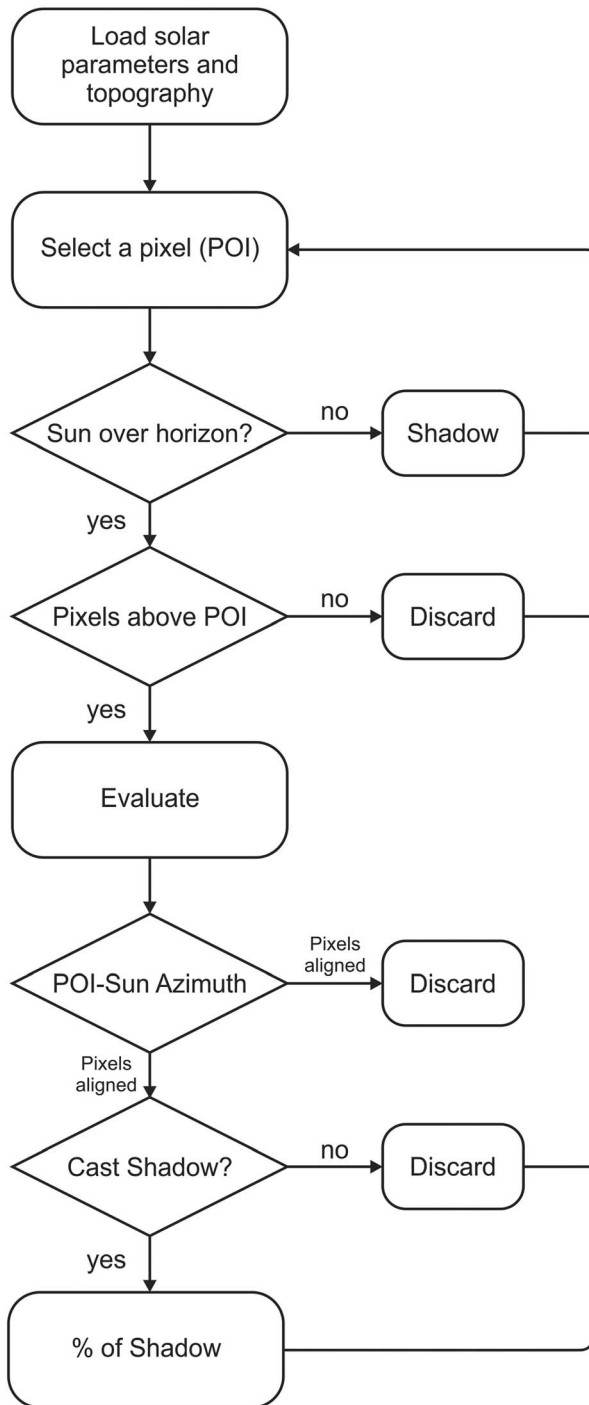 Load solar
parameters and
topography
Select a pixel (POI)
Sun over horizon?
no
Shadow
yes
Pixels above POI
no
Discard
yes
Evaluate
POI-Sun Azimuth
Pixels
aligned
Discard
Pixels
aligned
Cast Shadow?
no
Discard
yes
% of Shadow